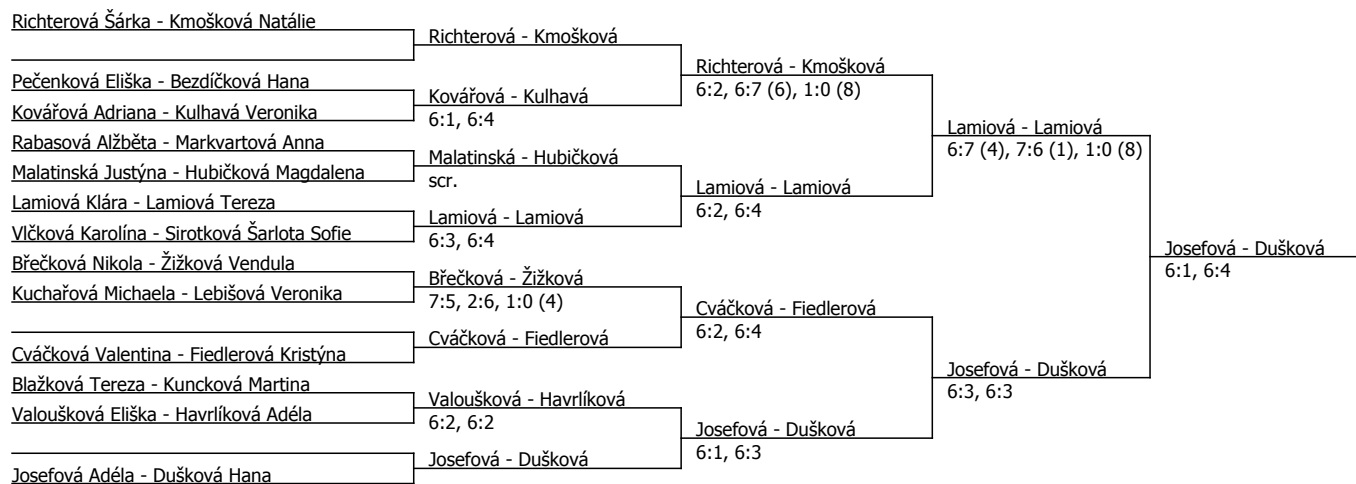 Richterová Šárka - Kmošková Natálie
Pečenková Eliška - Bezdíčková Hana
Kovářová Adriana - Kulhavá Veronika
Rabasová Alžběta - Markvartová Anna
Malatinská Justýna - Hubičková Magdalena
Lamiová Klára - Lamiová Tereza
Vlčková Karolína - Sirotková Šarlota Sofie
Břečková Nikola - Žižková Vendula
Kuchařová Michaela - Lebišová Veronika
Cváčková Valentina - Fiedlerová Kristýna
Blažková Tereza - Kuncková Martina
Valoušková Eliška - Havrlíková Adéla
Josefová Adéla - Dušková Hana
Richterová - Kmošková
Kovářová - Kulhavá
6:1, 6:4
Malatinská - Hubičková
scr.
Lamiová - Lamiová
6:3, 6:4
Břečková - Žižková
7:5, 2:6, 1:0 (4)
Cváčková - Fiedlerová
Valoušková - Havrlíková
6:2, 6:2
Josefová - Dušková
Richterová - Kmošková
6:2, 6:7 (6), 1:0 (8)
Lamiová - Lamiová
6:2, 6:4
Cváčková - Fiedlerová
6:2, 6:4
Josefová - Dušková
6:1, 6:3
Lamiová - Lamiová
6:7 (4), 7:6 (1), 1:0 (8)
Josefová - Dušková
6:3, 6:3
Josefová - Dušková
6:1, 6:4